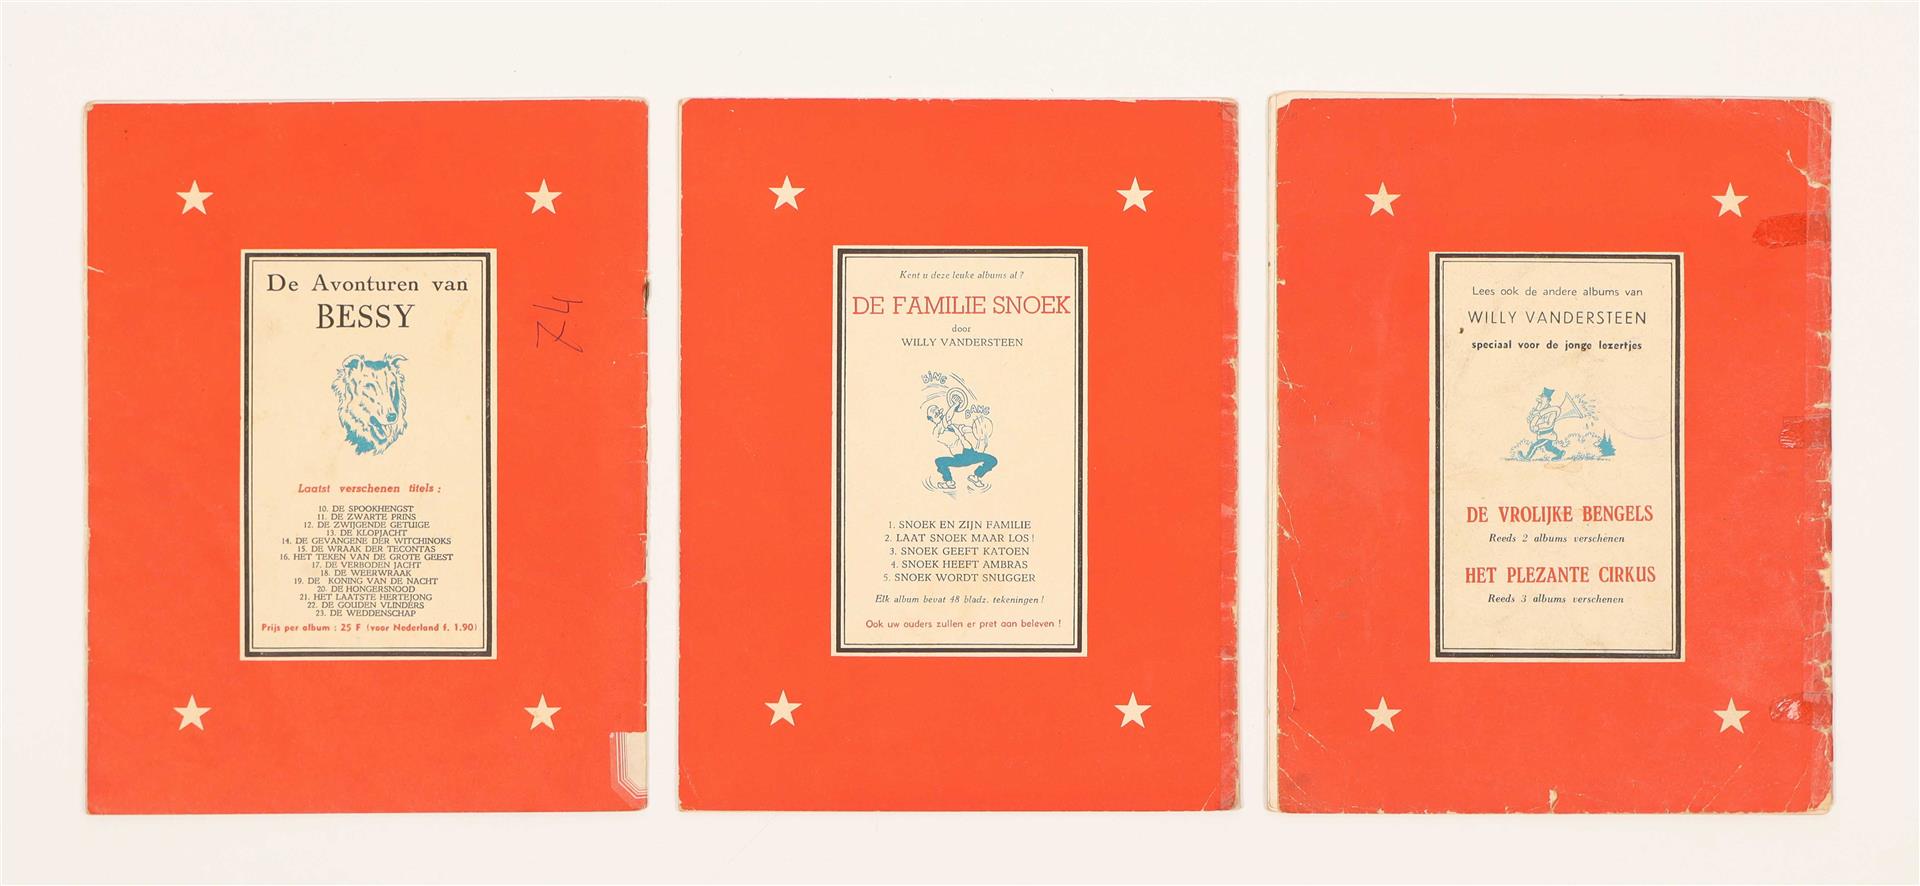 De Avonturen van
BESSY
Laatst verschenen titels :
10. DE SPOOKHENGST
11. DE ZWARTE PRINS
12. DE ZWIJGENDE GETUIGE
13. DE KLOPJACHT
14. DE GEVANGENE DER WITCHINOKS
15. DE WRAAK DER TECONTAS
16. HET TEKEN VAN DE GROTE GEEST
17. DE VERBODEN JACHT
18. DE WEERWRAAK
19. DE KONING VAN DE NACHT
20. DE HONGERSNOOD
21. HET LAATSTE HERTEJONG
22. DE GOUDEN VLINDERS
23. DE WEDDENSCHAP
Prijs per album : 25 F (voor Nederland f. 1.90)
74
Kent u deze leuke albums al ?
DE FAMILIE SNOEK
door
WILLY VANDERSTEEN
BING
BANG
1. SNOEK EN ZIJN FAMILIE
2. LAAT SNOEK MAAR LOS !
3. SNOEK GEEFT KATOEN
4. SNOEK HEEFT AMBRAS
5. SNOEK WORDT SNUGGER
Elk album bevat 48 bladz. tekeningen !
Ook uw ouders zullen er pret aan beleven !
Lees ook de andere albums van
WILLY VANDERSTEEN
speciaal voor de jonge lezertjes
DE VROLIJKE BENGELS
Reeds 2 albums verschenen
HET PLEZANTE CIRKUS
Reeds 3 albums verschenen